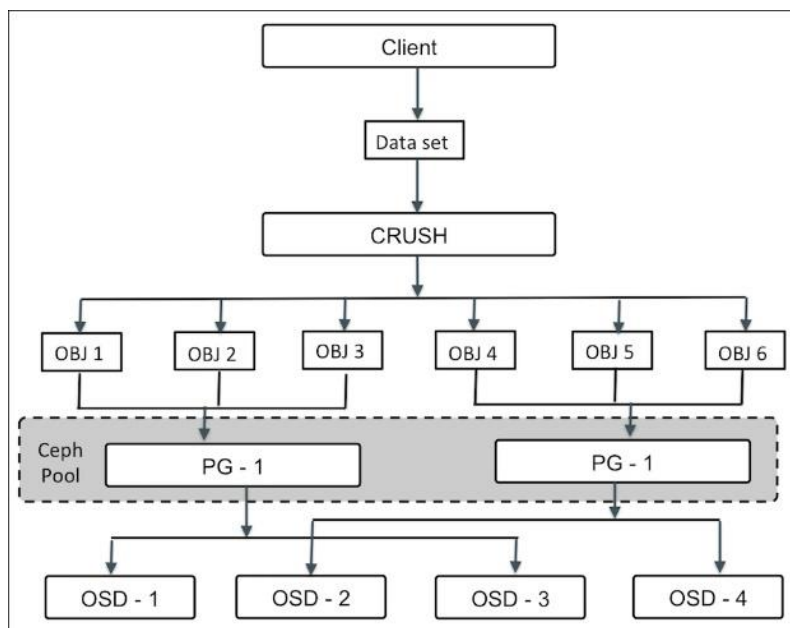 Client
Data set
CRUSH
OBJ 1
OBJ 2
OBJ 3
OBJ 4
OBJ 5
OBJ 6
Ceph
Pool
PG - 1
PG - 1
OSD - 1
OSD - 2
OSD - 3
OSD - 4